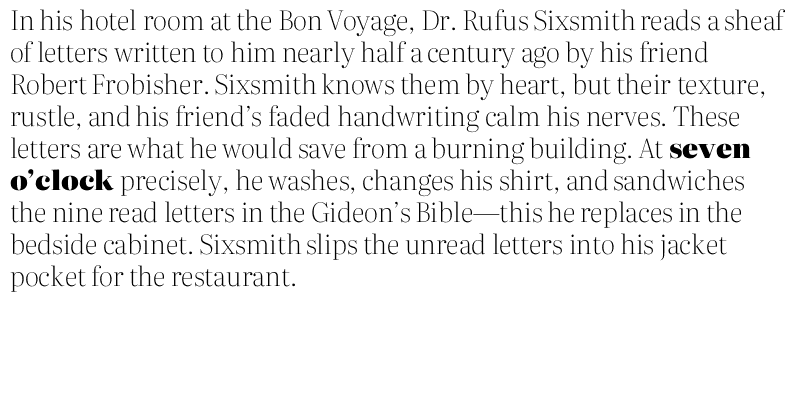 In his hotel room at the Bon Voyage, Dr. Rufus Sixsmith reads a sheaf
of letters written to him nearly half a century ago by his friend
Robert Frobisher. Sixsmith knows them by heart, but their texture,
rustle, and his friend’s faded handwriting calm his nerves. These
letters are what he would save from a burning building. At seven
o’clock precisely, he washes, changes his shirt, and sandwiches
the nine read letters in the Gideon’s Bible—this he replaces in the
bedside cabinet. Sixsmith slips the unread letters into his jacket
pocket for the restaurant.